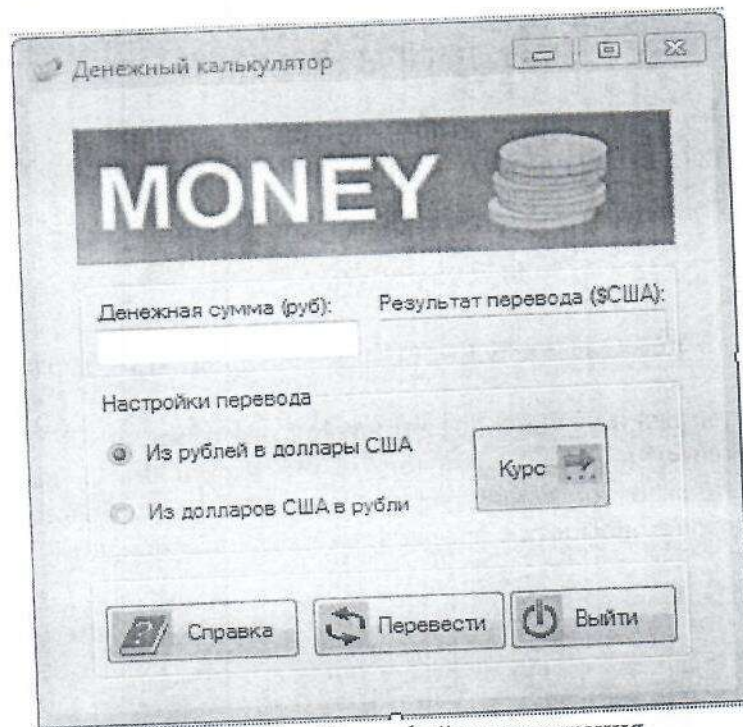 Денежный калькулятор
MONEY
Денежная сумма (руб): Результат перевода ($США):
Настройки перевода
Из рублей в доллары США
Курс
Из долларов США в рубли
Справка Перевести Выйти